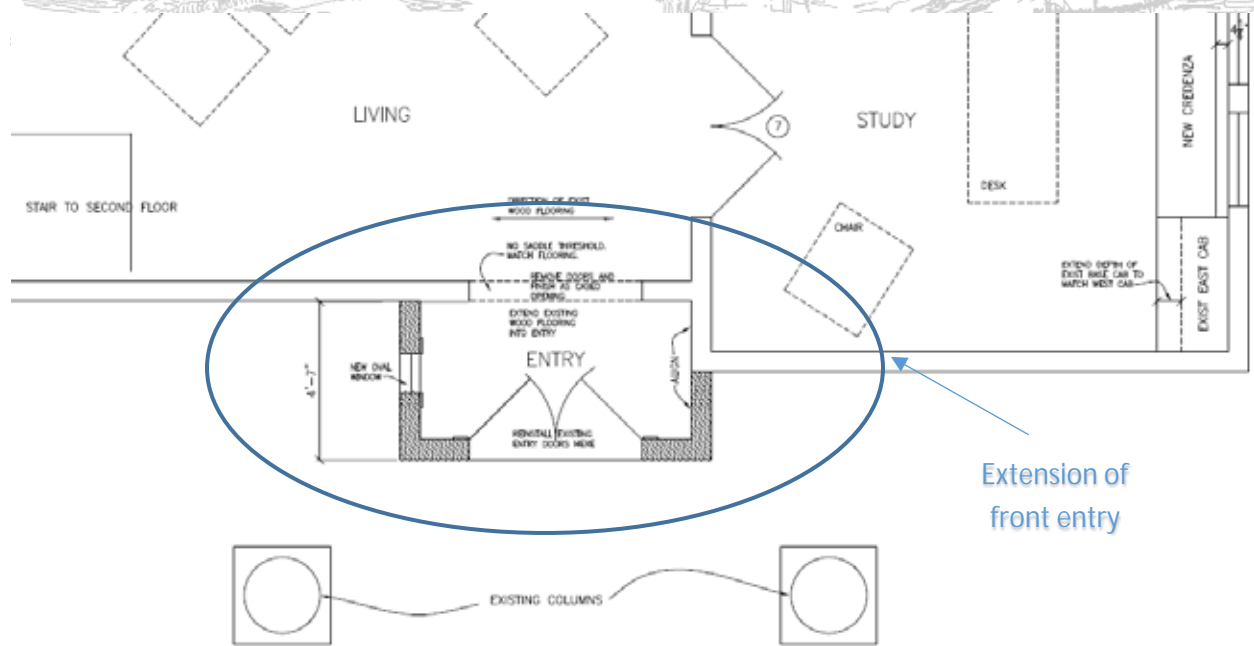 4"
LIVING
7
STUDY
NEW CREDENZA
DESK
STAIR TO SECOND FLOOR
DIRECTION OF EXIST
WOOD FLOORING
CHAIR
NO SADDLE THRESHOLD.
MATCH FLOORING.
REMOVE DOORS AND
FINISH AS CASED
OPENING
EXTEND DEPTH OF
EXIST BASE CAB TO
MATCH WEST CAB
EXIST EAST CAB
EXTEND EXISTING
WOOD FLOORING
INTO ENTRY
ENTRY
ALIGN
NEW OVAL
WINDOW
4'-7"
REINSTALL EXISTING
ENTRY DOORS HERE
Extension of
front entry
EXISTING COLUMNS